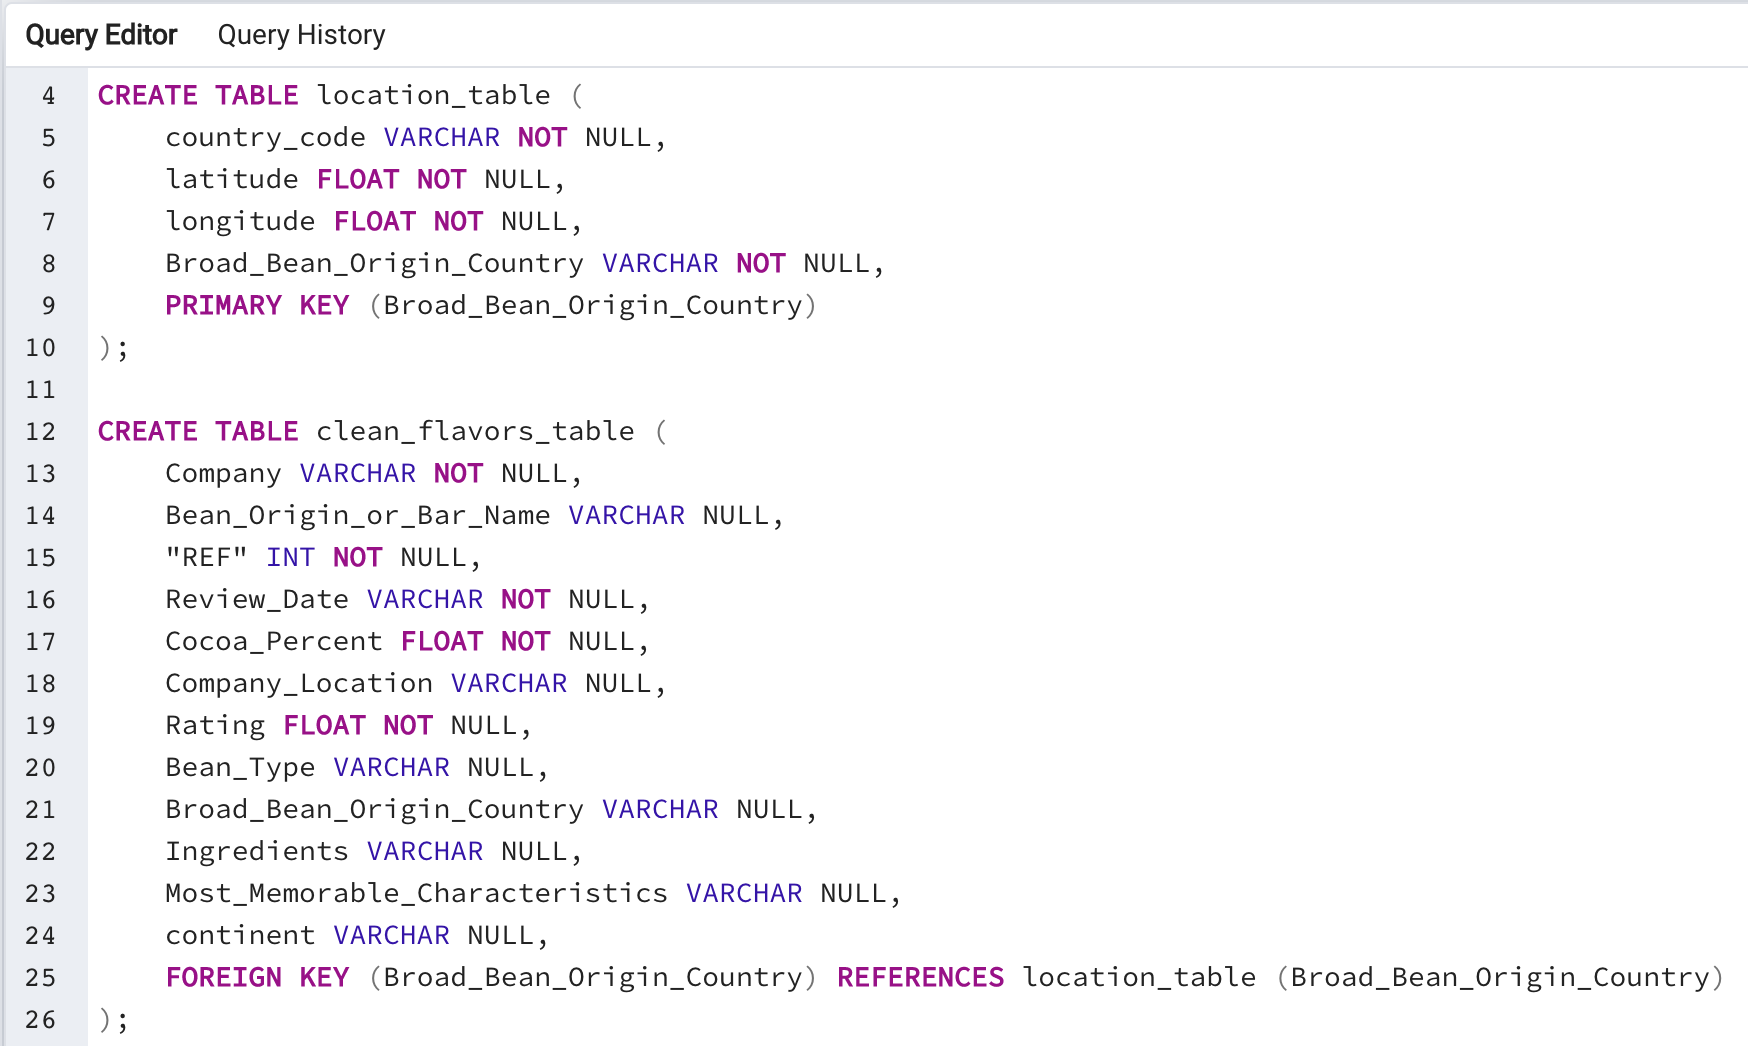 Query Editor Query History
4 CREATE TABLE location_table (
5 country_code VARCHAR NOT NULL,
6 latitude FLOAT NOT NULL,
7 longitude FLOAT NOT NULL,
8 Broad_Bean_Origin_Country VARCHAR NOT NULL,
9 PRIMARY KEY (Broad_Bean_Origin_Country)
10 );
11
12 CREATE TABLE clean_flavors_table (
13 Company VARCHAR NOT NULL,
14 Bean_Origin_or_Bar_Name VARCHAR NULL,
15 "REF" INT NOT NULL,
16 Review_Date VARCHAR NOT NULL,
17 Cocoa_Percent FLOAT NOT NULL,
18 Company_Location VARCHAR NULL,
19 Rating FLOAT NOT NULL,
20 Bean_Type VARCHAR NULL,
21 Broad_Bean_Origin_Country VARCHAR NULL,
22 Ingredients VARCHAR NULL,
23 Most_Memorable_Characteristics VARCHAR NULL,
24 continent VARCHAR NULL,
25 FOREIGN KEY (Broad_Bean_Origin_Country) REFERENCES location_table (Broad_Bean_Origin_Country)
26 );